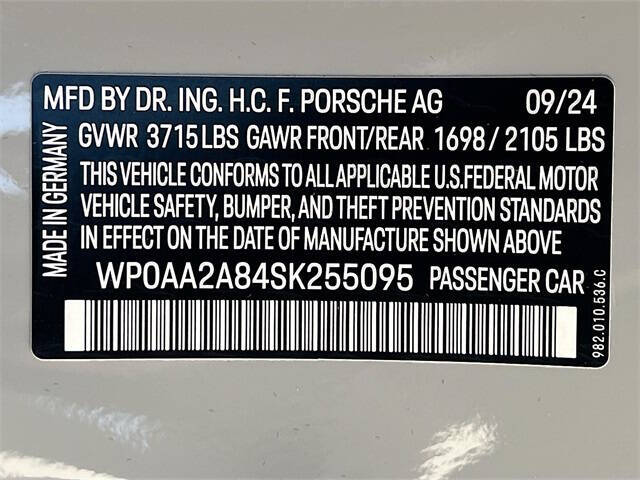 MFD BY DR. ING. H.C. F. PORSCHE AG 09/24
GVWR 3715 LBS GAWR FRONT/REAR 1698 / 2105 LBS
THIS VEHICLE CONFORMS TO ALL APPLICABLE U.S. FEDERAL MOTOR
VEHICLE SAFETY, BUMPER, AND THEFT PREVENTION STANDARDS
IN EFFECT ON THE DATE OF MANUFACTURE SHOWN ABOVE
WP0AA2A84SK255095 PASSENGER CAR
MADE IN GERMANY
982.010.536.C